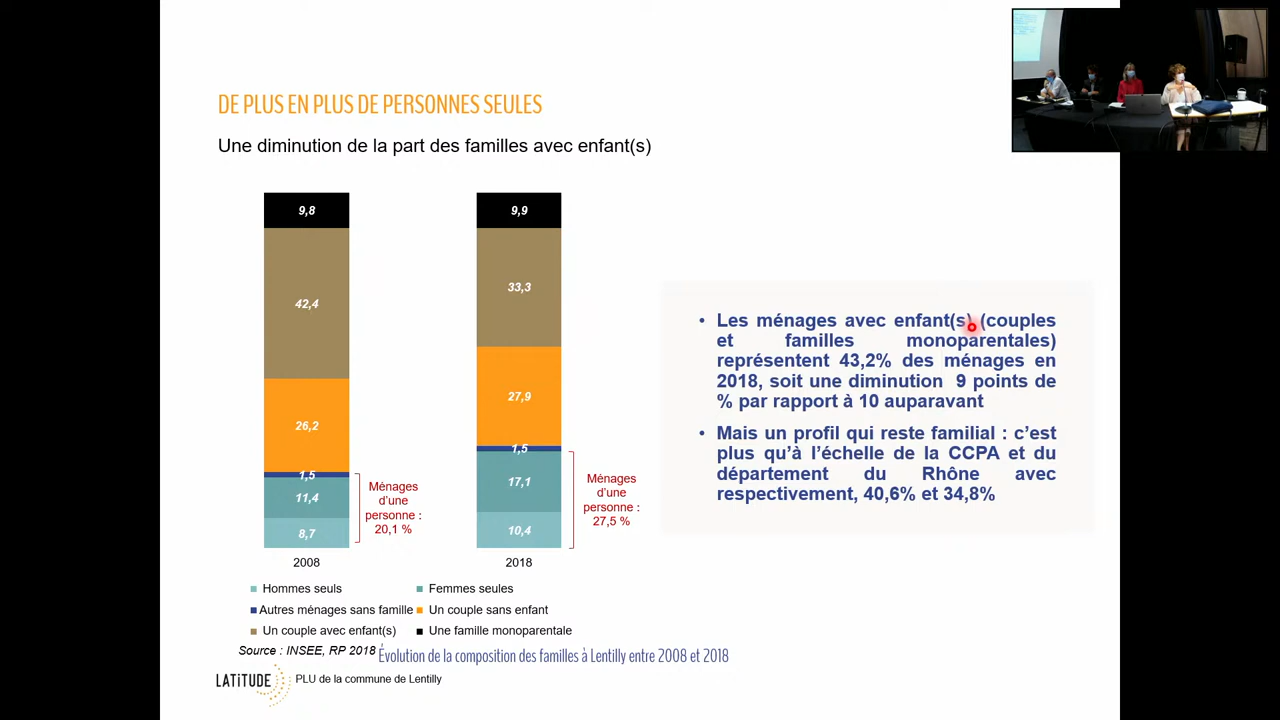 DE PLUS EN PLUS DE PERSONNES SEULES
Une diminution de la part des familles avec enfant(s)
9,8
42,4
26,2
1,5
11,4
8,7
Ménages
d’une
personne :
20,1 %
2008
9,9
33,3
27,9
1,5
17,1
10,4
Ménages
d’une
personne :
27,5 %
2018
Hommes seuls
Femmes seules
Autres ménages sans famille
Un couple sans enfant
Un couple avec enfant(s)
Une famille monoparentale
Source : INSEE, RP 2018
Évolution de la composition des familles à Lentilly entre 2008 et 2018
• Les ménages avec enfant(s) (couples
et familles monoparentales)
représentent 43,2% des ménages en
2018, soit une diminution 9 points de
% par rapport à 10 auparavant
• Mais un profil qui reste familial : c’est
plus qu’à l’échelle de la CCPA et du
département du Rhône avec
respectivement, 40,6% et 34,8%
LATITUDE
PLU de la commune de Lentilly